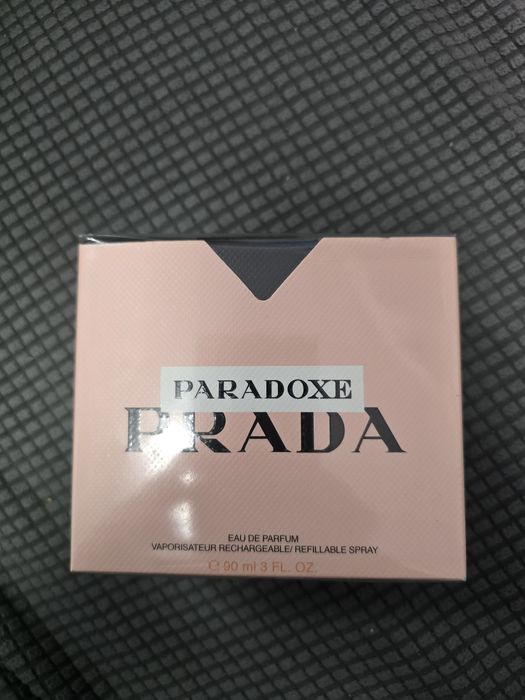 PARADOXE
PRADA
EAU DE PARFUM
VAPORISATEUR RECHARGEABLE/ REFILLABLE SPRAY
℮ 90 ml 3 FL. OZ.